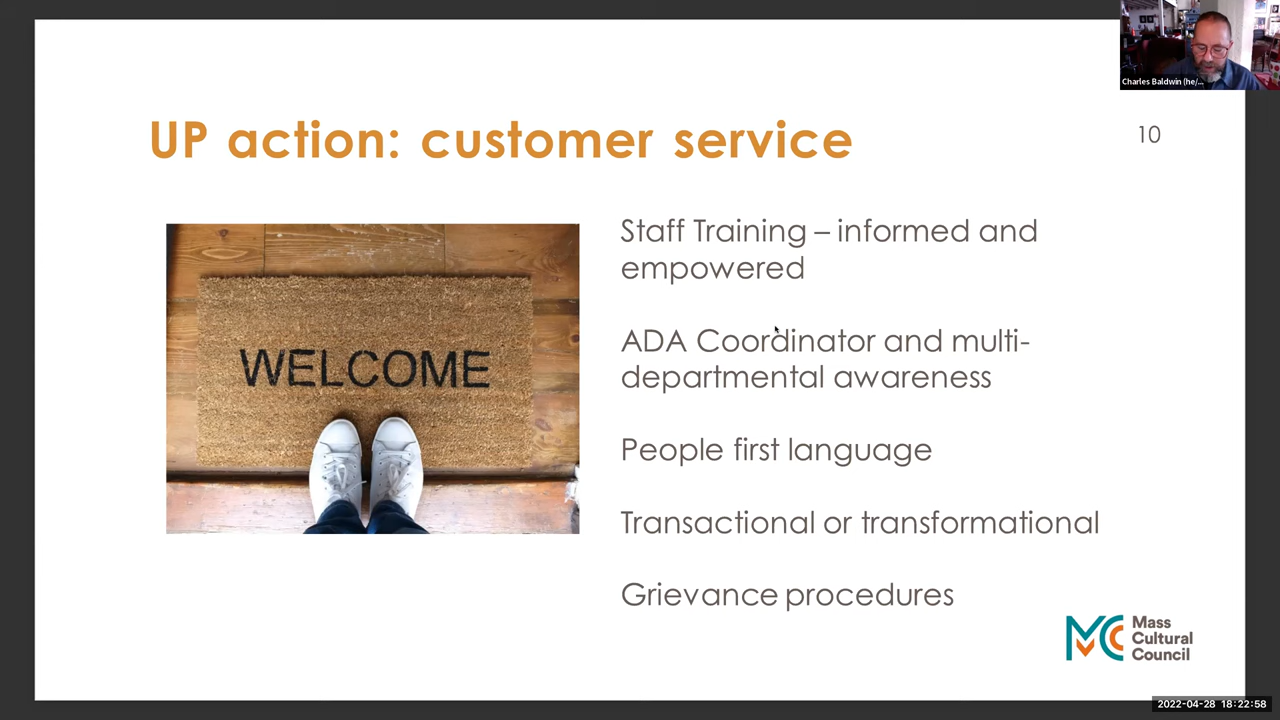 Charles Baldwin (he/...
UP action: customer service
10
WELCOME
Staff Training – informed and
empowered
ADA Coordinator and multi-
departmental awareness
People first language
Transactional or transformational
Grievance procedures
Mass
Cultural
Council
2022-04-28 18:22:58